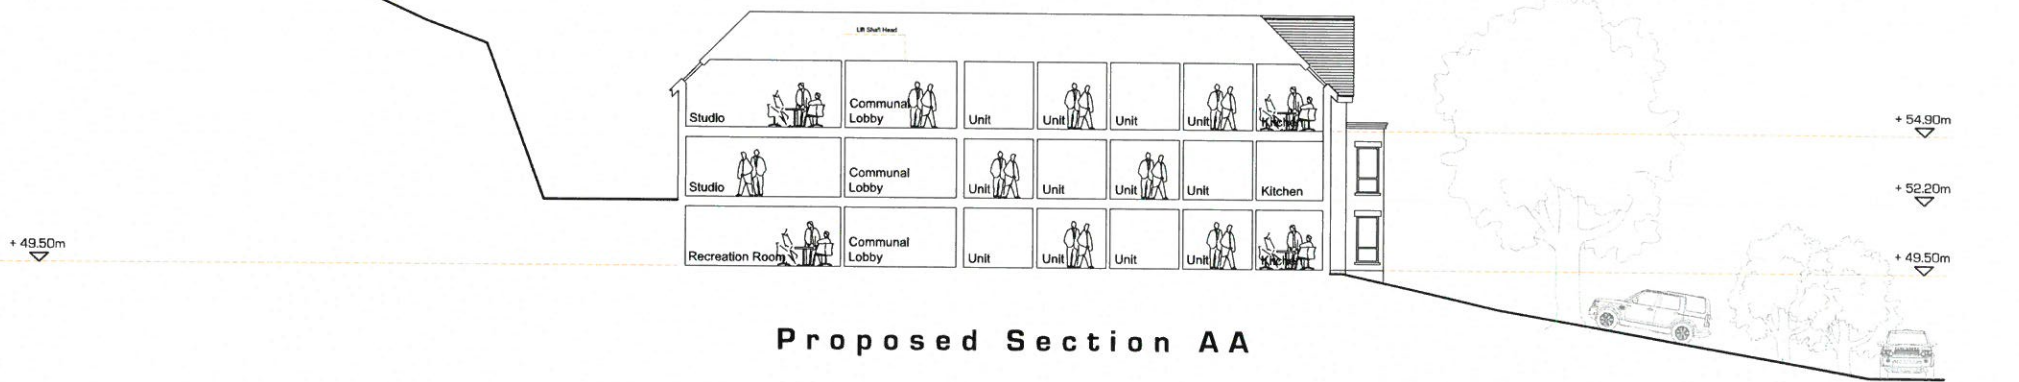 Lift Shaft Head
Studio
Communal
Lobby
Unit
Unit
Unit
Unit
Kitchen
+ 54.90m
Studio
Communal
Lobby
Unit
Unit
Unit
Unit
Kitchen
+ 52.20m
+ 49.50m
Recreation Room
Communal
Lobby
Unit
Unit
Unit
Unit
Kitchen
+ 49.50m
Proposed Section AA